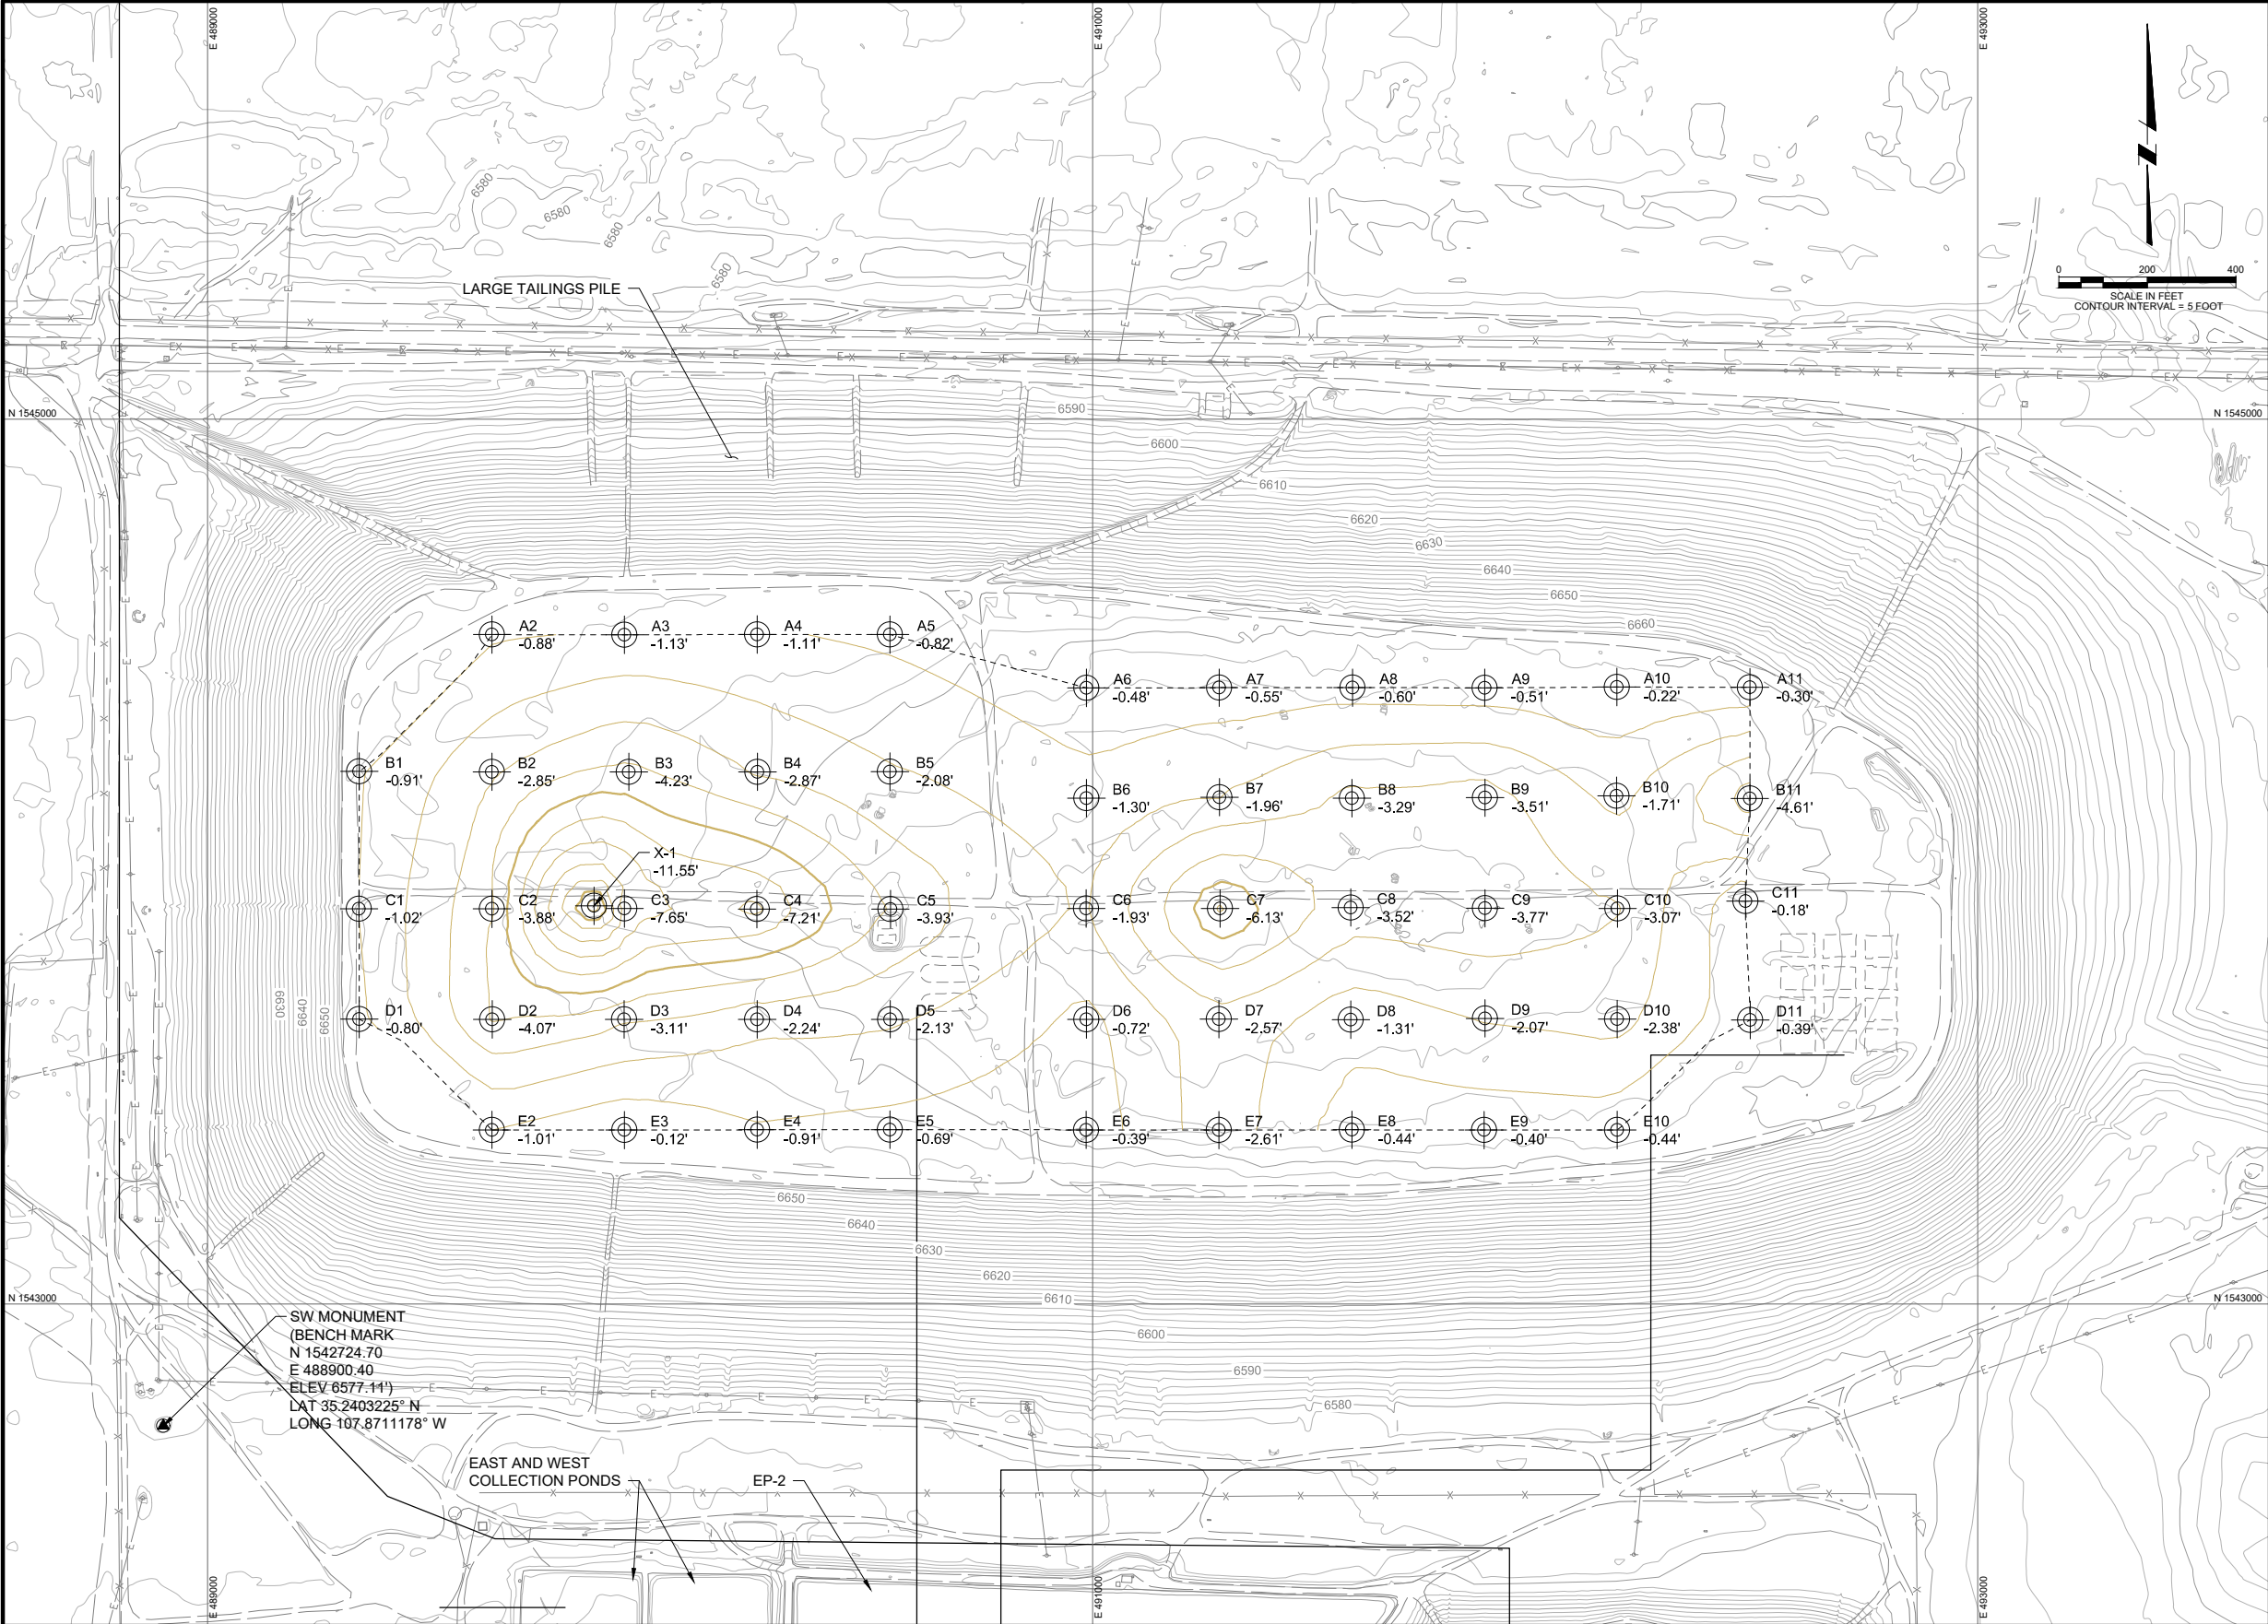 E 489000
E 491000
E 493000
0 200 400
SCALE IN FEET
CONTOUR INTERVAL = 5 FOOT
N
6580
6580
6580
6580
LARGE TAILINGS PILE
N 1545000
N 1545000
6590
6600
6610
6620
6630
6640
6650
6660
A2
-0.88'
A3
-1.13'
A4
-1.11'
A5
-0.82'
A6
-0.48'
A7
-0.55'
A8
-0.60'
A9
-0.51'
A10
-0.22'
A11
-0.30'
B1
-0.91'
B2
-2.85'
B3
-4.23'
B4
-2.87'
B5
-2.08'
B6
-1.30'
B7
-1.96'
B8
-3.29'
B9
-3.51'
B10
-1.71'
B11
-4.61'
X-1
-11.55'
C1
-1.02'
C2
-3.88'
C3
-7.65'
C4
-7.21'
C5
-3.93'
C6
-1.93'
C7
-6.13'
C8
-3.52'
C9
-3.77'
C10
-3.07'
C11
-0.18'
6630
6640
6650
D1
-0.80'
D2
-4.07'
D3
-3.11'
D4
-2.24'
D5
-2.13'
D6
-0.72'
D7
-2.57'
D8
-1.31'
D9
-2.07'
D10
-2.38'
D11
-0.39'
E2
-1.01'
E3
-0.12'
E4
-0.91'
E5
-0.69'
E6
-0.39'
E7
-2.61'
E8
-0.44'
E9
-0.40'
E10
-0.44'
6650
6640
6630
6620
6610
6600
6590
6580
N 1543000
N 1543000
SW MONUMENT
(BENCH MARK
N 1542724.70
E 488900.40
ELEV 6577.11')
LAT 35.2403225° N
LONG 107.8711178° W
EAST AND WEST
COLLECTION PONDS
EP-2
E 489000
E 491000
E 493000